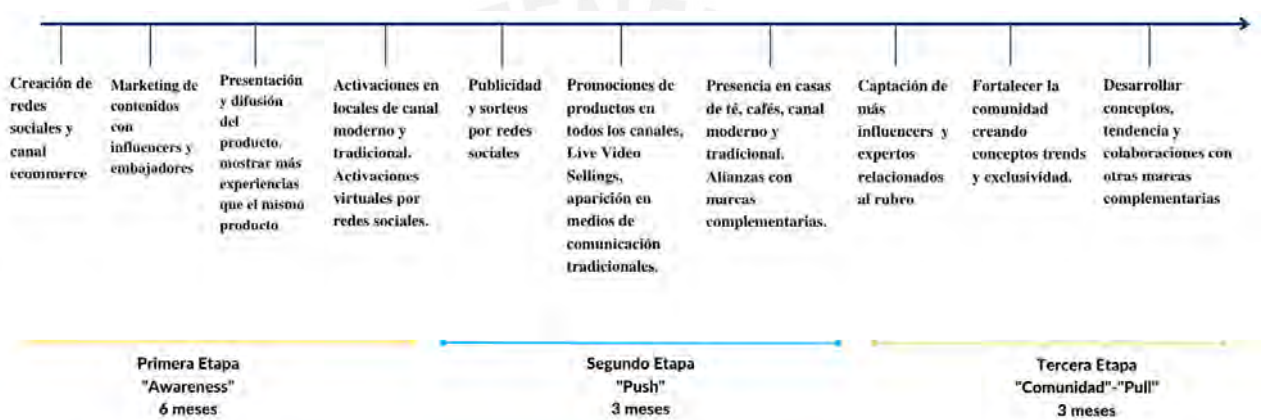 Creación de
redes
sociales y
canal
ecommerce
Marketing de
contenidos
con
influencers y
embajadores
Presentación
y difusión
del
producto,
mostrar más
experiencias
que el mismo
producto
Activaciones en
locales de canal
moderno y
tradicional.
Activaciones
virtuales por
redes sociales.
Publicidad
y sorteos
por redes
sociales
Promociones de
productos en
todos los canales,
Live Video
Sellings,
aparición en
medios de
comunicación
tradicionales.
Presencia en casas
de té, cafés, canal
moderno y
tradicional.
Alianzas con
marcas
complementarias.
Captación de
más
influencers y
expertos
relacionados
al rubro
Fortalecer la
comunidad
creando
conceptos trends
y exclusividad.
Desarrollar
conceptos,
tendencia y
colaboraciones con
otras marcas
complementarias
Primera Etapa
"Awareness"
6 meses
Segundo Etapa
"Push"
3 meses
Tercera Etapa
"Comunidad"-"Pull"
3 meses